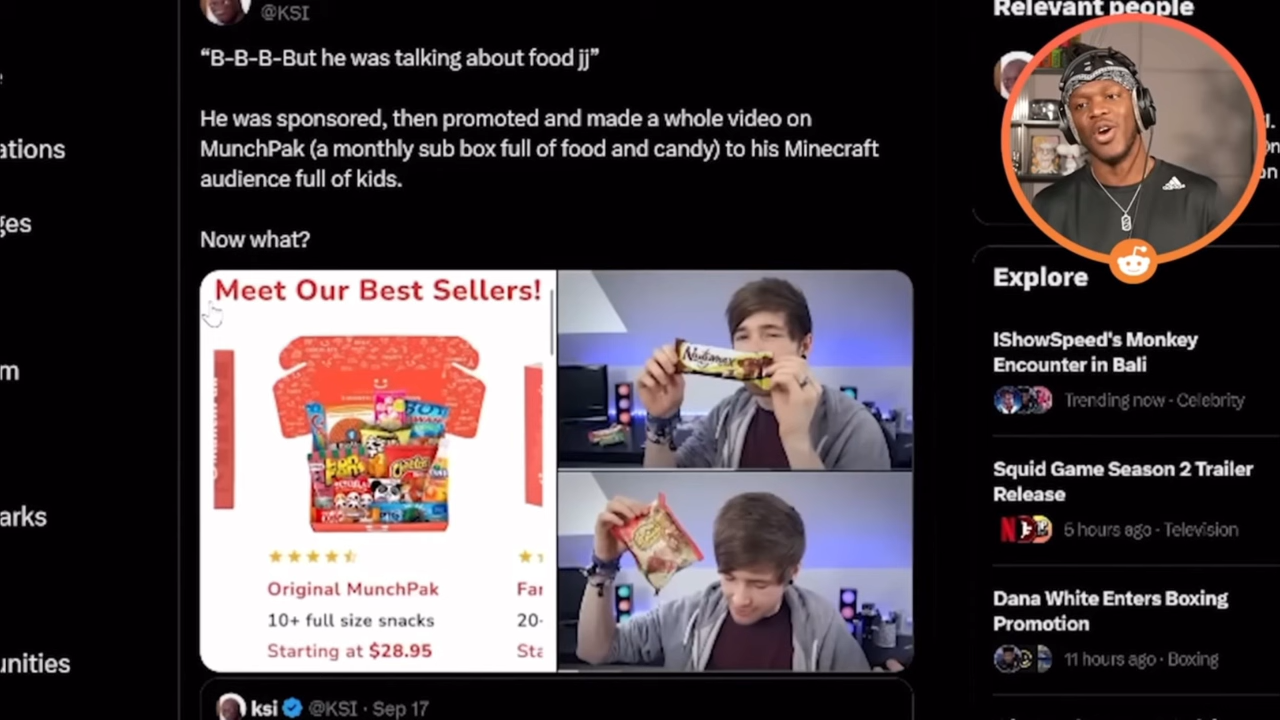 @KSI
“B-B-B-But he was talking about food jj”
He was sponsored, then promoted and made a whole video on
MunchPak (a monthly sub box full of food and candy) to his Minecraft
audience full of kids.
Now what?
Meet Our Best Sellers!
Original MunchPak
10+ full size snacks
Starting at $28.95
Far
20-
Sta
ksi @KSI · Sep 17
ations
ges
m
arks
unities
Relevant people
Explore
IShowSpeed's Monkey
Encounter in Bali
Trending now · Celebrity
Squid Game Season 2 Trailer
Release
5 hours ago · Television
Dana White Enters Boxing
Promotion
11 hours ago · Boxing